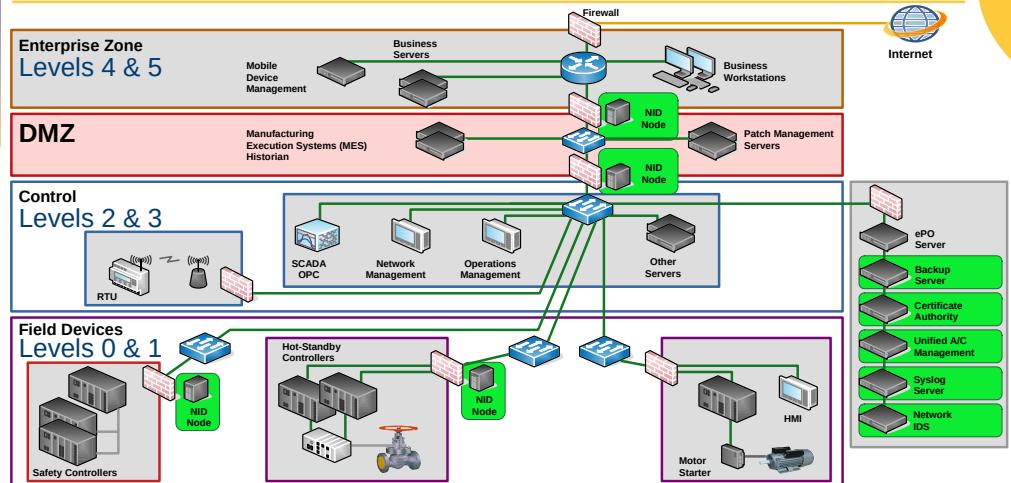 Firewall
Internet
Enterprise Zone
Levels 4 & 5
Mobile
Device
Management
Business
Servers
Business
Workstations
NID
Node
DMZ
Manufacturing
Execution Systems (MES)
Historian
Patch Management
Servers
NID
Node
Control
Levels 2 & 3
RTU
SCADA
OPC
Network
Management
Operations
Management
Other
Servers
ePO
Server
Backup
Server
Certificate
Authority
Unified A/C
Management
Syslog
Server
Network
IDS
Field Devices
Levels 0 & 1
Safety Controllers
NID
Node
Hot-Standby
Controllers
NID
Node
HMI
Motor
Starter